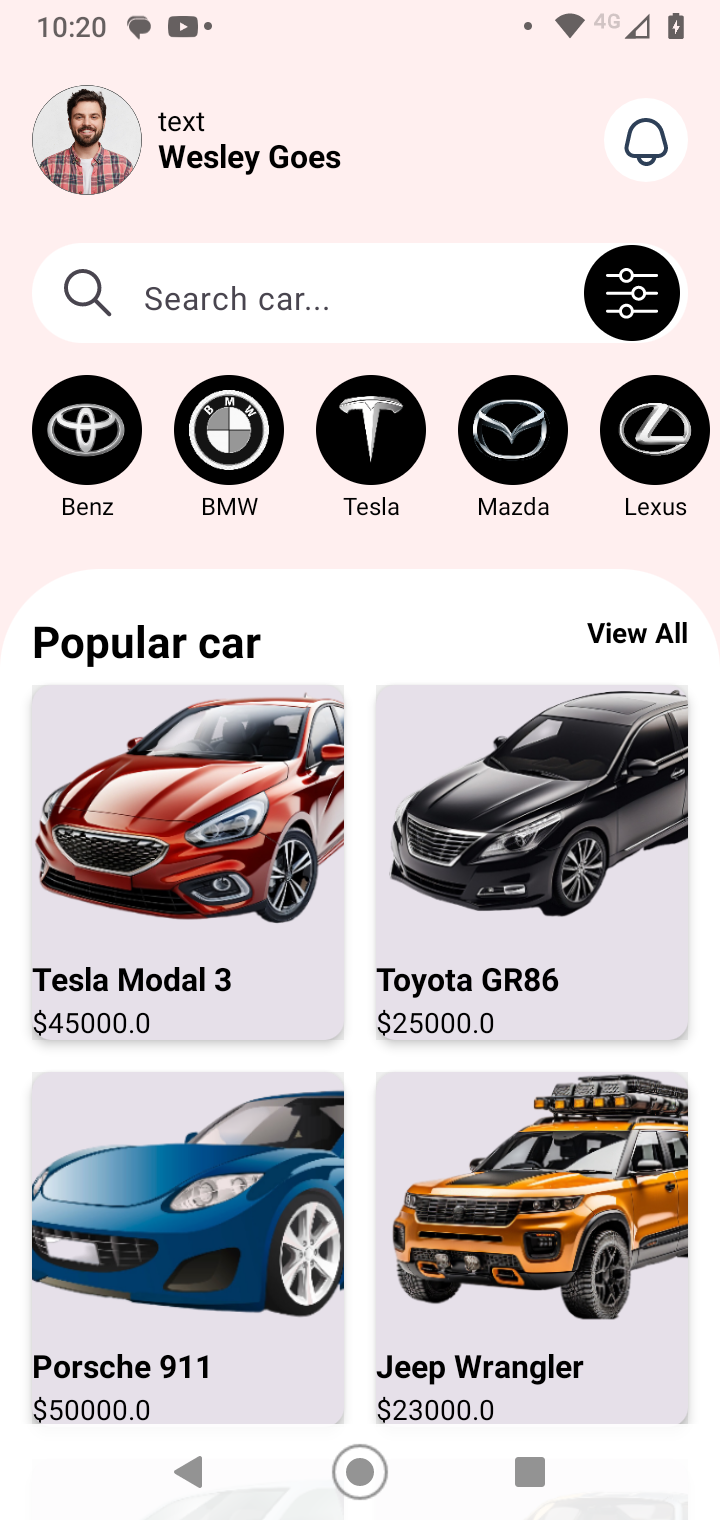 10:20
4G
text
Wesley Goes
Search car...
B M W
Benz
BMW
Tesla
Mazda
Lexus
Popular car
View All
Tesla Modal 3
Toyota GR86
$45000.0
$25000.0
Porsche 911
Jeep Wrangler
$50000.0
$23000.0